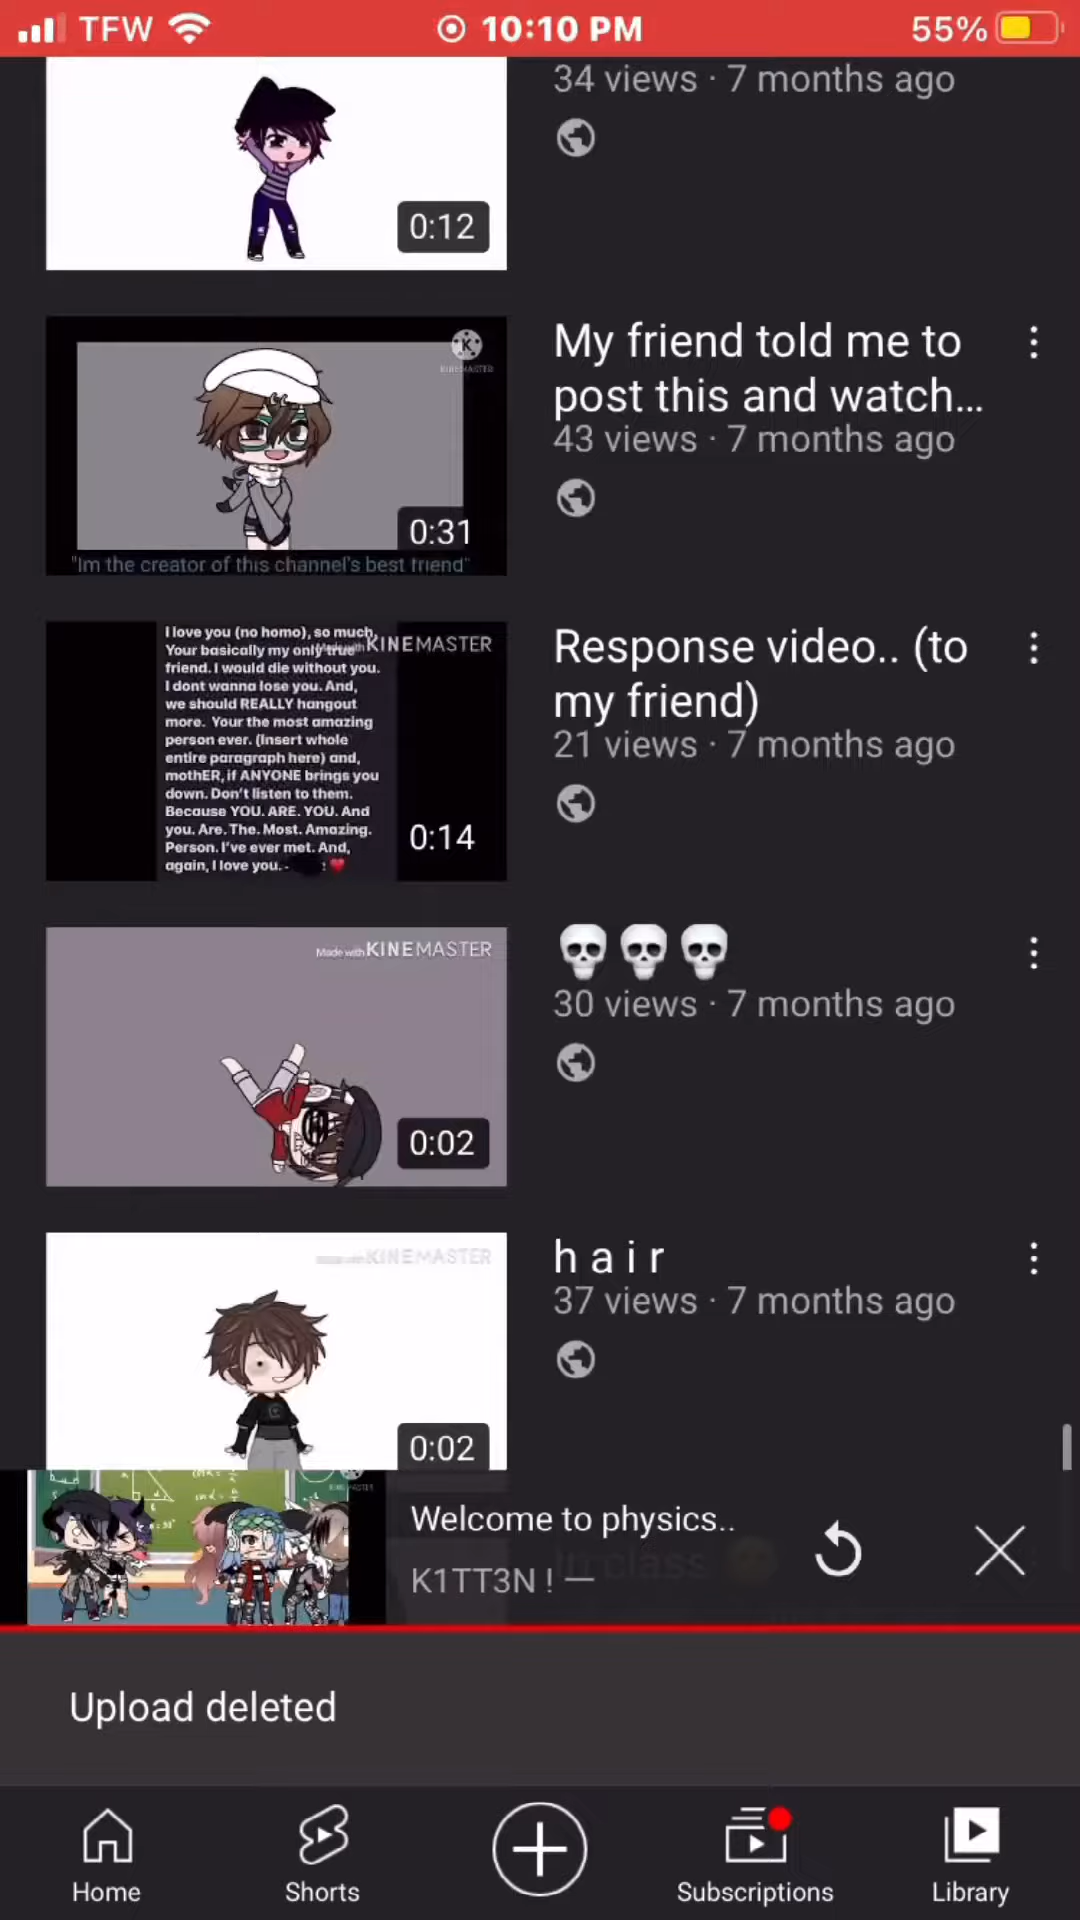 TFW
10:10 PM
55%
34 views · 7 months ago
0:12
My friend told me to
post this and watch...
43 views · 7 months ago
KINEMASTER
0:31
"Im the creator of this channel's best friend"
Response video.. (to
my friend)
21 views · 7 months ago
Made with KINEMASTER
I love you (no homo), so much,
Your basically my only true
friend. I would die without you.
I dont wanna lose you. And,
we should REALLY hangout
more. Your the most amazing
person ever. (Insert whole
entire paragraph here) and,
mothER, if ANYONE brings you
down. Don't listen to them.
Because YOU. ARE. YOU. And
you. Are. The. Most. Amazing.
Person. I've ever met. And,
again, I love you. -
0:14
💀💀💀
30 views · 7 months ago
Made with KINEMASTER
0:02
h a i r
37 views · 7 months ago
KINEMASTER
0:02
Welcome to physics..
K1TT3N ! —
In class
Upload deleted
Home
Shorts
Subscriptions
Library